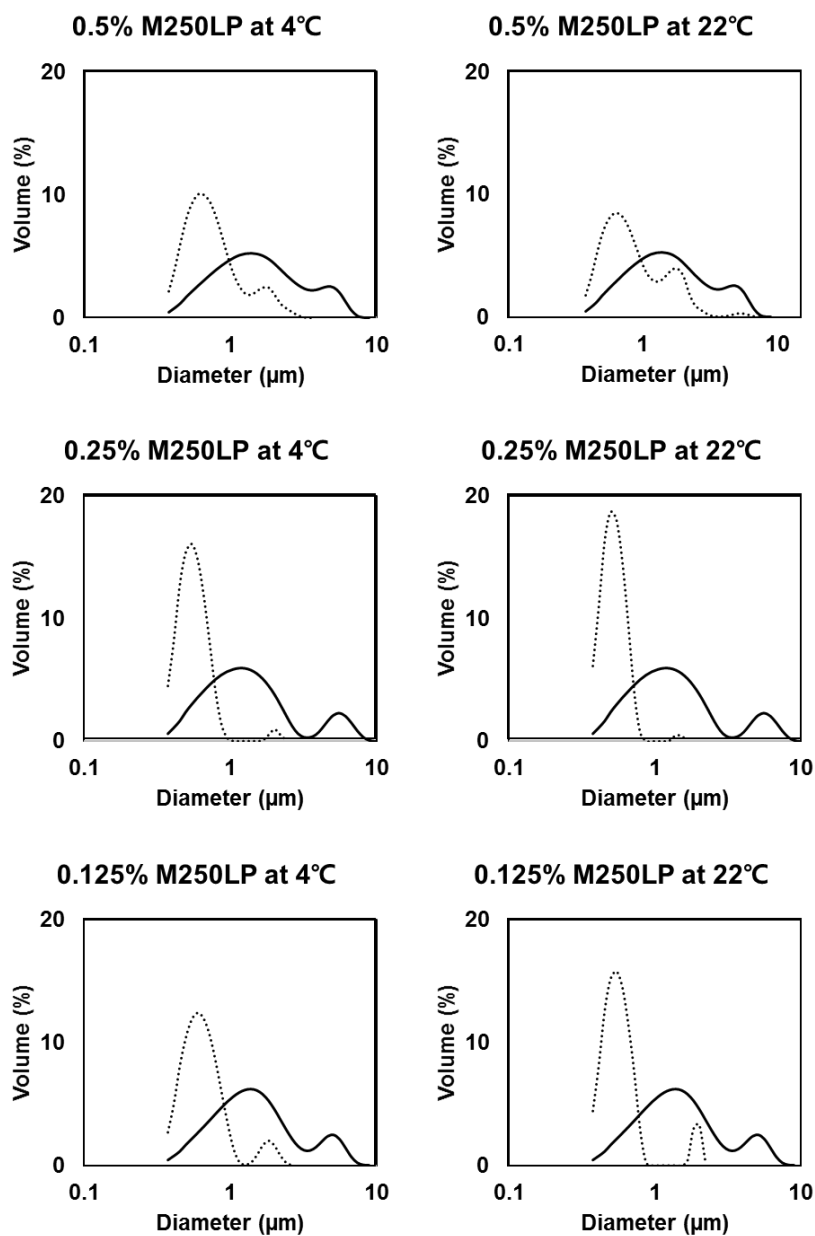 0.5% M250LP at 4℃
20
10
0
Volume (%)
0.1
1
10
Diameter (µm)
0.5% M250LP at 22℃
20
10
0
Volume (%)
0.1
1
10
Diameter (µm)
0.25% M250LP at 4℃
20
10
0
Volume (%)
0.1
1
10
Diameter (µm)
0.25% M250LP at 22℃
20
10
0
Volume (%)
0.1
1
10
Diameter (µm)
0.125% M250LP at 4℃
20
10
0
Volume (%)
0.1
1
10
Diameter (µm)
0.125% M250LP at 22℃
20
10
0
Volume (%)
0.1
1
10
Diameter (µm)